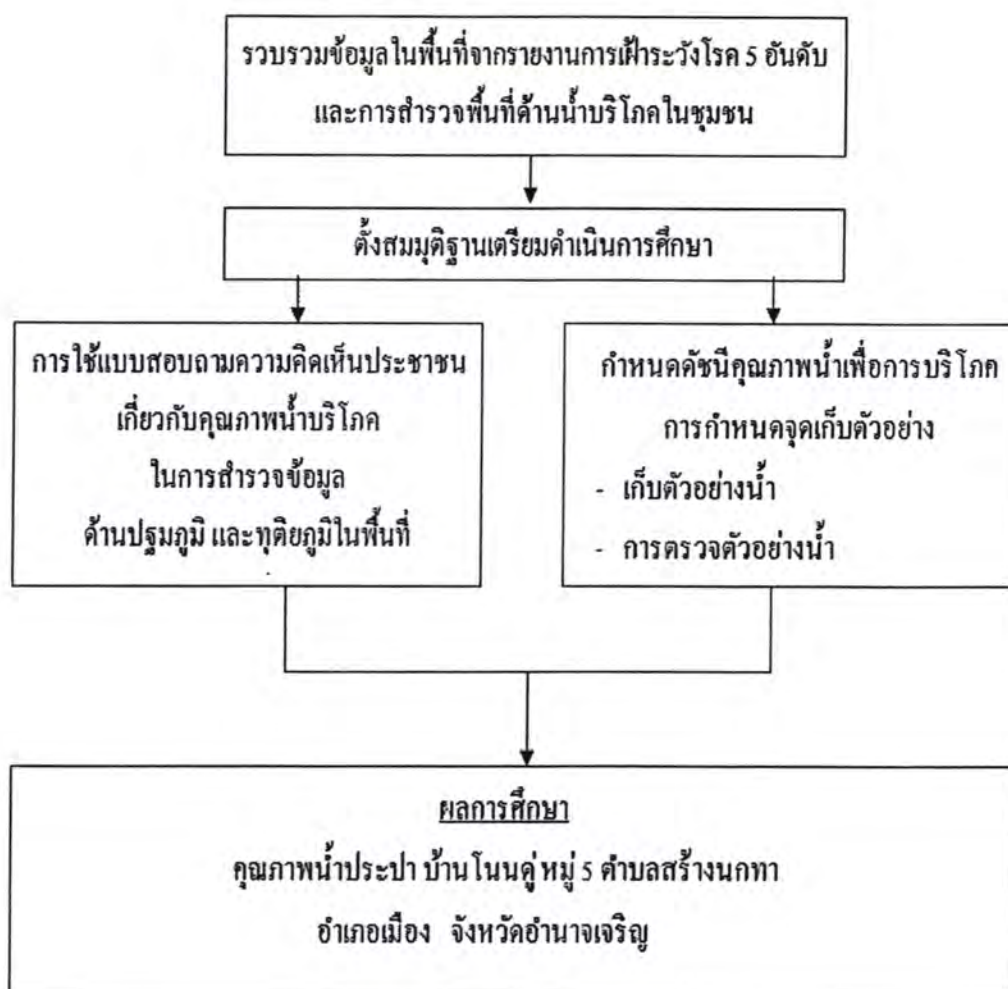 รวบรวมข้อมูลในพื้นที่จากรายงานการเฝ้าระวังโรค 5 อันดับ
และการสำรวจพื้นที่ด้านน้ำบริโภคในชุมชน
ตั้งสมมุติฐานเตรียมดำเนินการศึกษา
การใช้แบบสอบถามความคิดเห็นประชาชน
เกี่ยวกับคุณภาพน้ำบริโภค
ในการสำรวจข้อมูล
ด้านปฐมภูมิ และทุติยภูมิในพื้นที่
กำหนดดัชนีคุณภาพน้ำเพื่อการบริโภค
การกำหนดจุดเก็บตัวอย่าง
- เก็บตัวอย่างน้ำ
- การตรวจตัวอย่างน้ำ
ผลการศึกษา
คุณภาพน้ำประปา บ้านโนนดู่ หมู่ 5 ตำบลสร้างนกทา
อำเภอเมือง จังหวัดอำนาจเจริญ